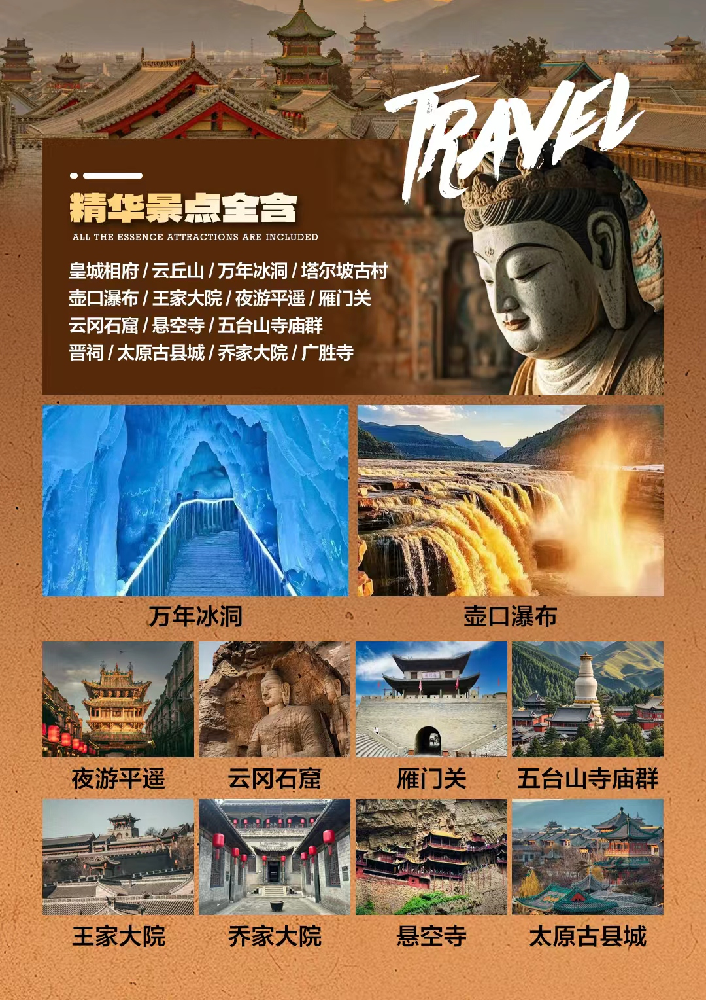 TRAVEL
精华景点全含
ALL THE ESSENCE ATTRACTIONS ARE INCLUDED
皇城相府 / 云丘山 / 万年冰洞 / 塔尔坡古村
壶口瀑布 / 王家大院 / 夜游平遥 / 雁门关
云冈石窟 / 悬空寺 / 五台山寺庙群
晋祠 / 太原古县城 / 乔家大院 / 广胜寺
万年冰洞
壶口瀑布
夜游平遥
云冈石窟
雁门关
五台山寺庙群
王家大院
乔家大院
悬空寺
太原古县城